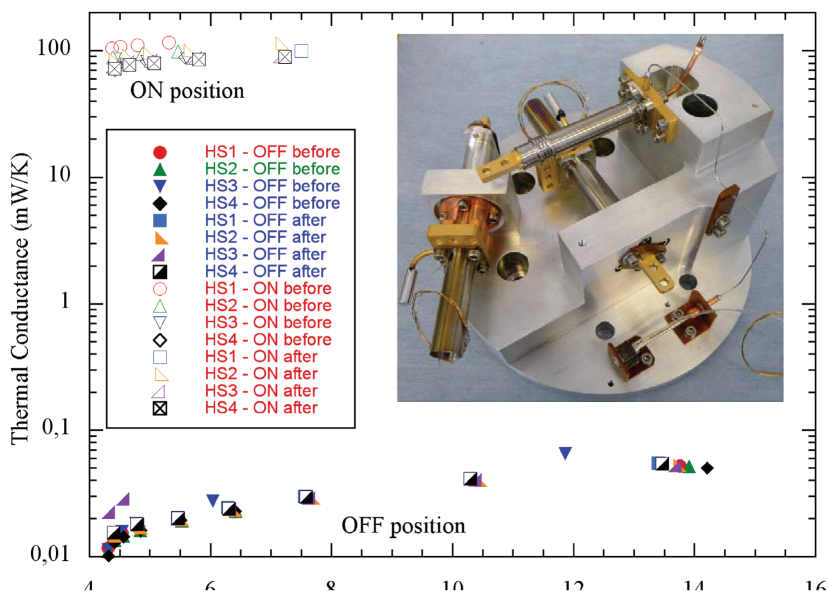 100
ON position
10
HS1 - OFF before
HS2 - OFF before
HS3 - OFF before
HS4 - OFF before
HS1 - OFF after
HS2 - OFF after
HS3 - OFF after
HS4 - OFF after
HS1 - ON before
HS2 - ON before
HS3 - ON before
HS4 - ON before
HS1 - ON after
HS2 - ON after
HS3 - ON after
HS4 - ON after
Thermal Conductance (mW/K)
1
0,1
OFF position
0,01
4 6 8 10 12 14 16